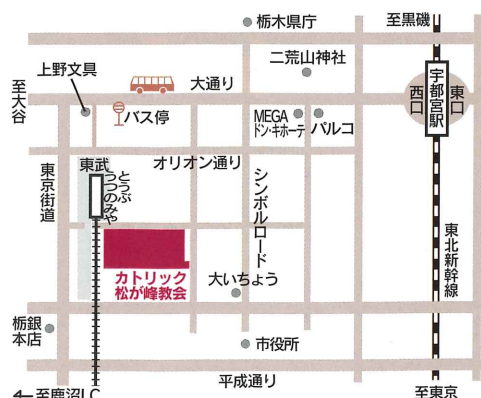 栃木県庁
至黒磯
二荒山神社
上野文具
大通り
至大谷
バス停
MEGA
ドン・キホーテ
パルコ
西口
宇都宮駅
東口
オリオン通り
東武
とうぶ
うつのみや
東京街道
シンボルロード
東北新幹線
カトリック
松が峰教会
大いちょう
栃銀
本店
市役所
平成通り
←至鹿沼I.C
至東京